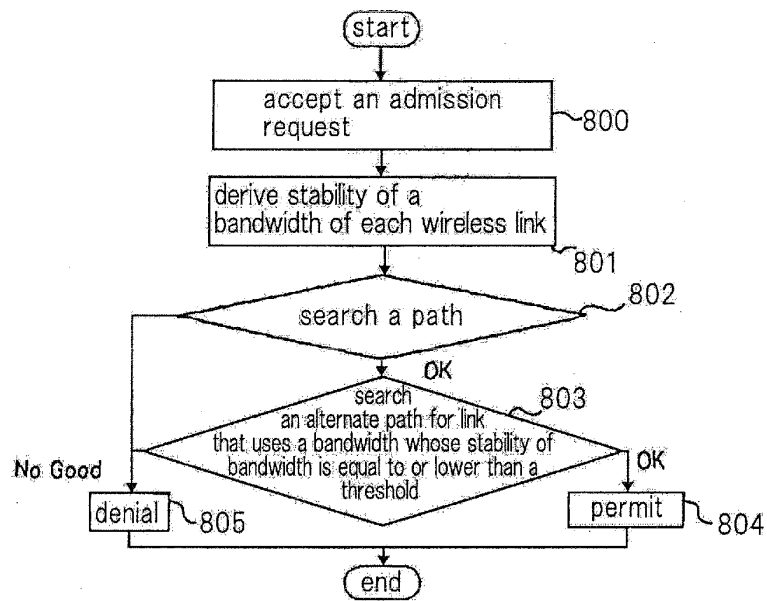 start
accept an admission
request
800
derive stability of a
bandwidth of each wireless link
801
802
search a path
OK
search
803
an alternate path for link
that uses a bandwidth whose stability of
bandwidth is equal to or lower than a
threshold
No Good
OK
denial
805
permit
804
end